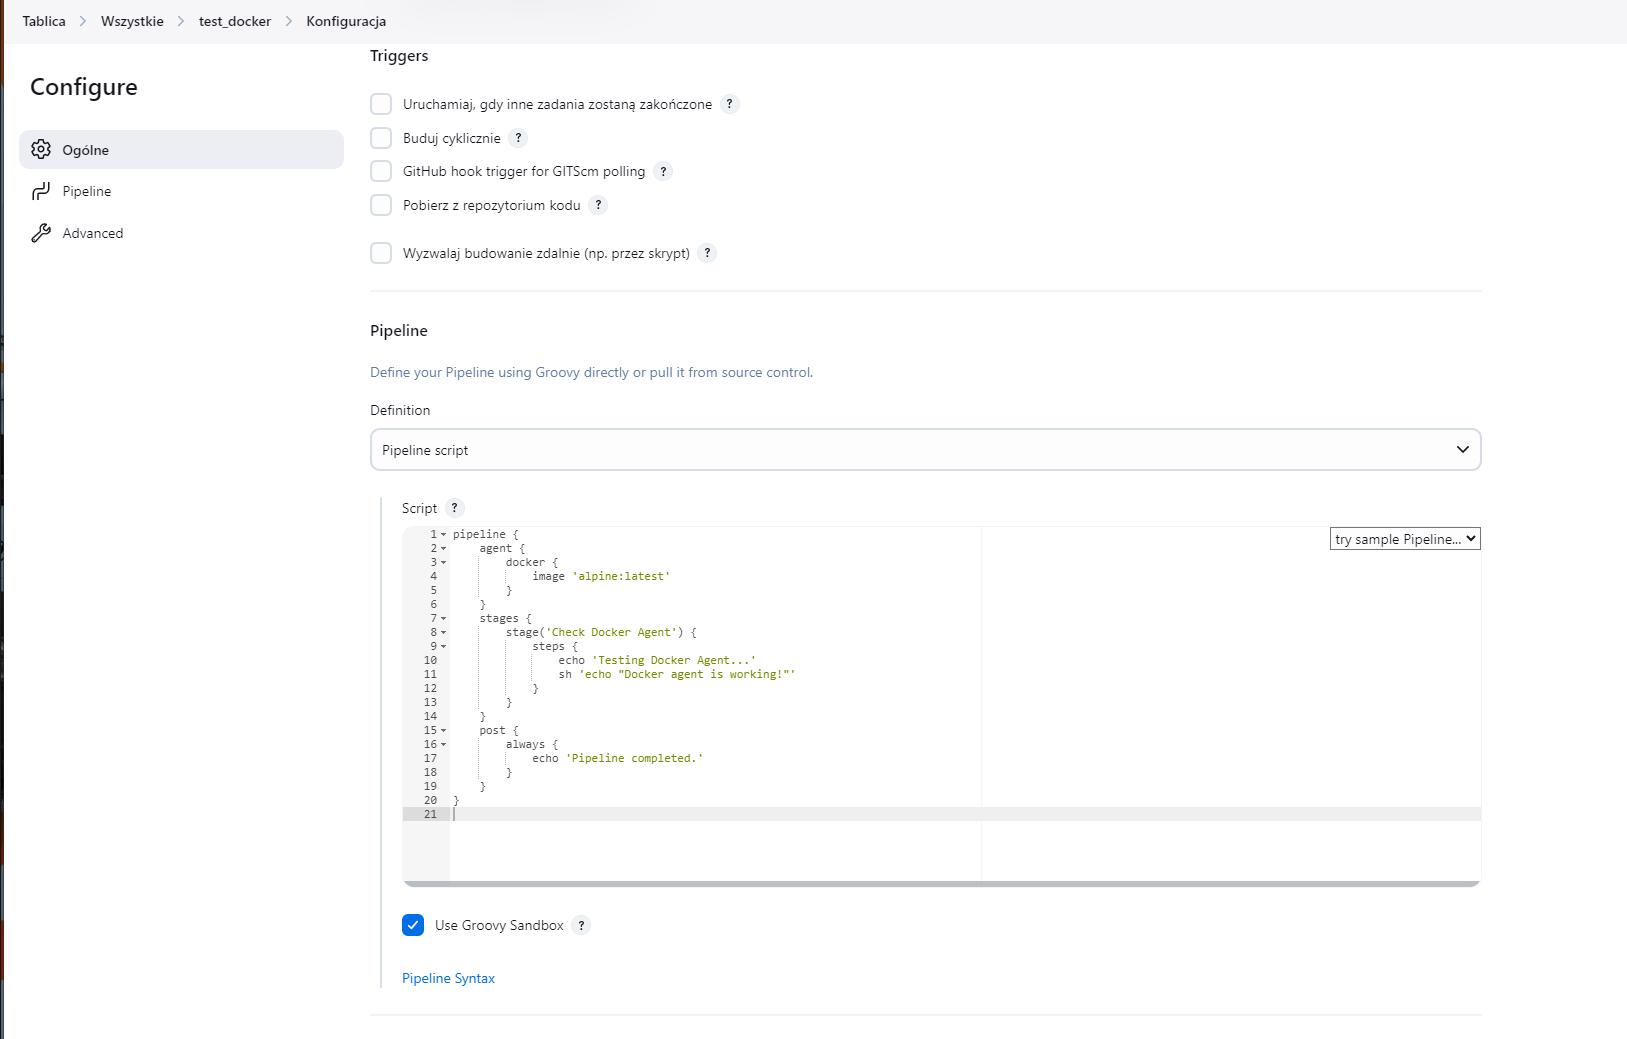 Tablica > Wszystkie > test_docker > Konfiguracja
Configure
Ogólne
Pipeline
Advanced
Triggers
Uruchamiaj, gdy inne zadania zostaną zakończone ?
Buduj cyklicznie ?
GitHub hook trigger for GITScm polling ?
Pobierz z repozytorium kodu ?
Wyzwalaj budowanie zdalnie (np. przez skrypt) ?
Pipeline
Define your Pipeline using Groovy directly or pull it from source control.
Definition
Pipeline script
Script ?
try sample Pipeline...
1 pipeline {
2     agent {
3         docker {
4             image 'alpine:latest'
5         }
6     }
7     stages {
8         stage('Check Docker Agent') {
9             steps {
10                 echo 'Testing Docker Agent...'
11                 sh 'echo "Docker agent is working!"'
12             }
13         }
14     }
15     post {
16         always {
17             echo 'Pipeline completed.'
18         }
19     }
20 }
21
Use Groovy Sandbox ?
Pipeline Syntax